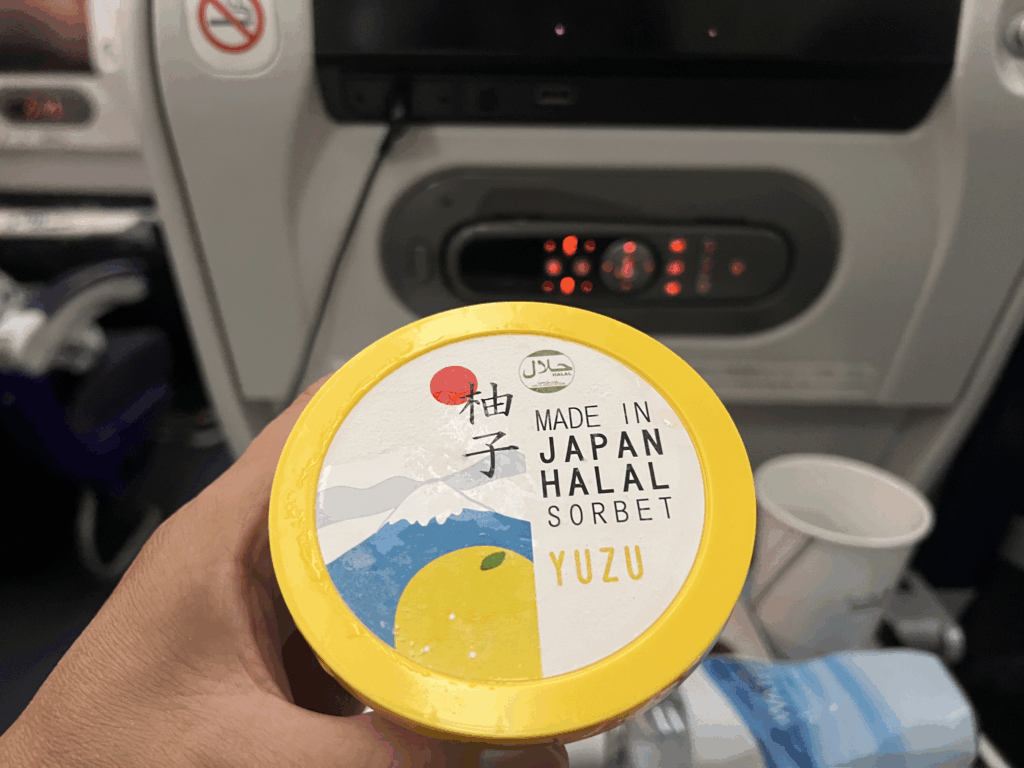 柚子
حلال
HALAL
MADE IN
JAPAN
HALAL
SORBET
YUZU